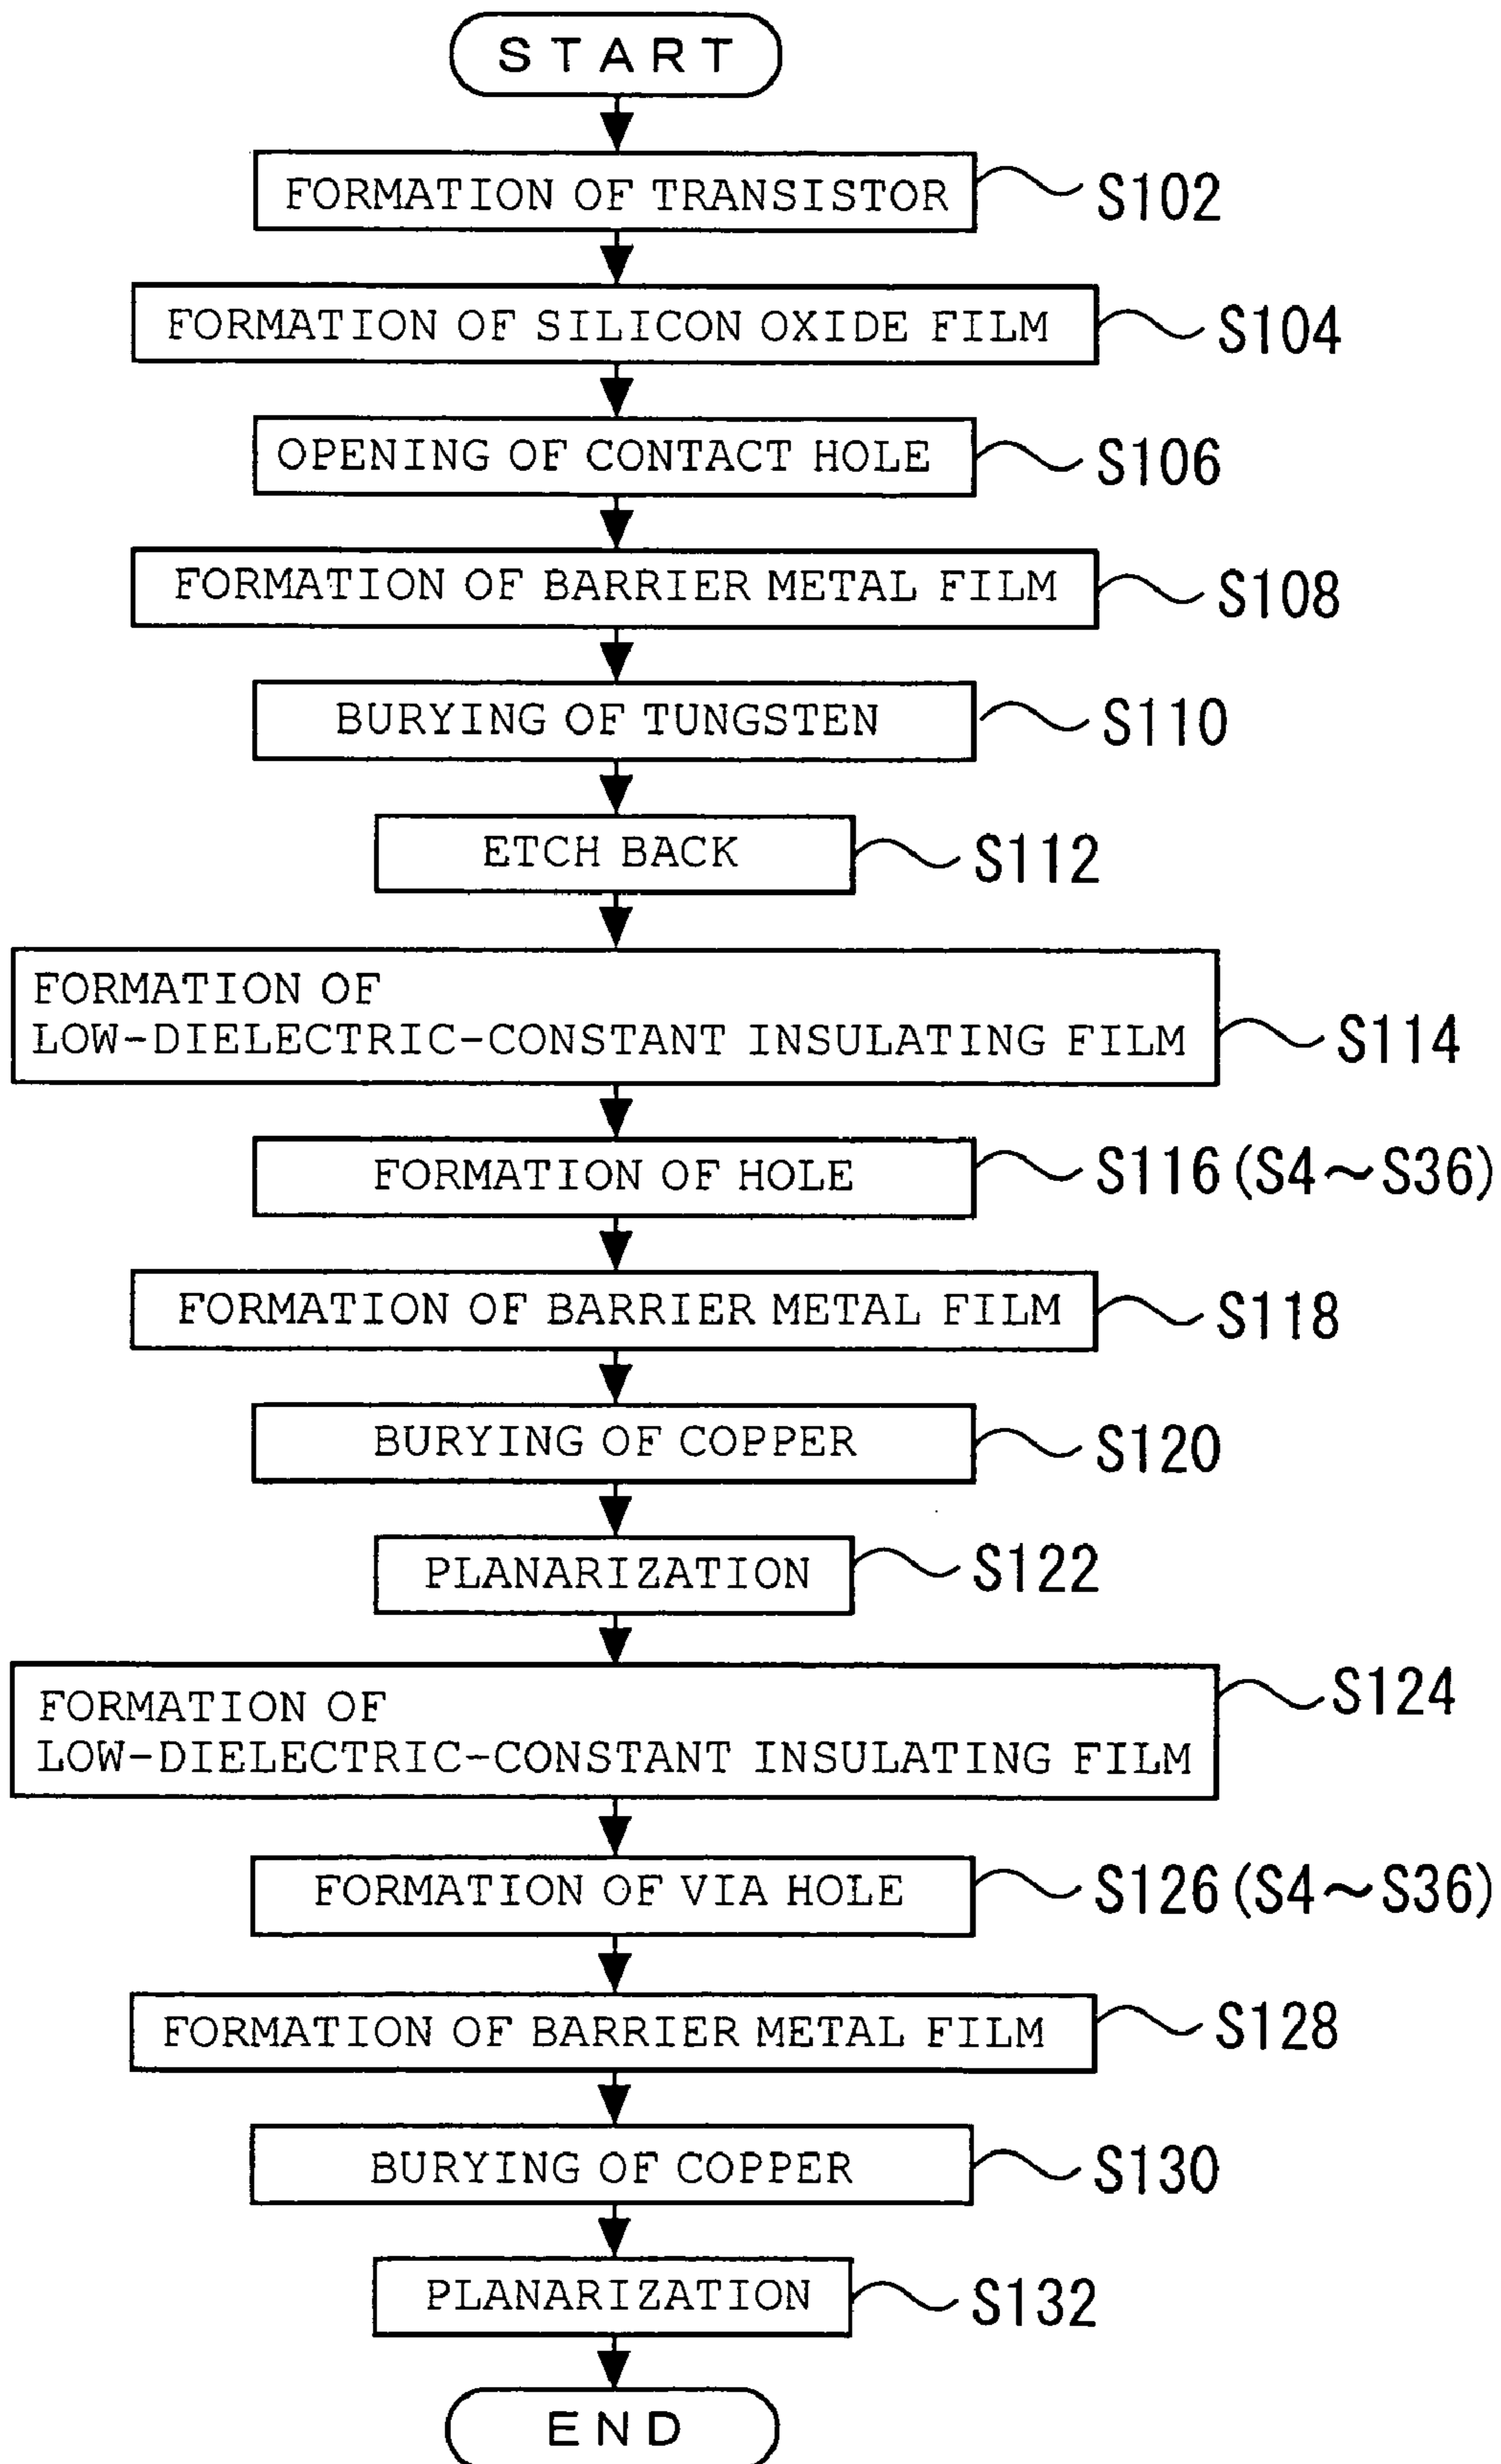 START
FORMATION OF TRANSISTOR
S102
FORMATION OF SILICON OXIDE FILM
S104
OPENING OF CONTACT HOLE
S106
FORMATION OF BARRIER METAL FILM
S108
BURYING OF TUNGSTEN
S110
ETCH BACK
S112
FORMATION OF
LOW-DIELECTRIC-CONSTANT INSULATING FILM
S114
FORMATION OF HOLE
S116 (S4~S36)
FORMATION OF BARRIER METAL FILM
S118
BURYING OF COPPER
S120
PLANARIZATION
S122
FORMATION OF
LOW-DIELECTRIC-CONSTANT INSULATING FILM
S124
FORMATION OF VIA HOLE
S126 (S4~S36)
FORMATION OF BARRIER METAL FILM
S128
BURYING OF COPPER
S130
PLANARIZATION
S132
END